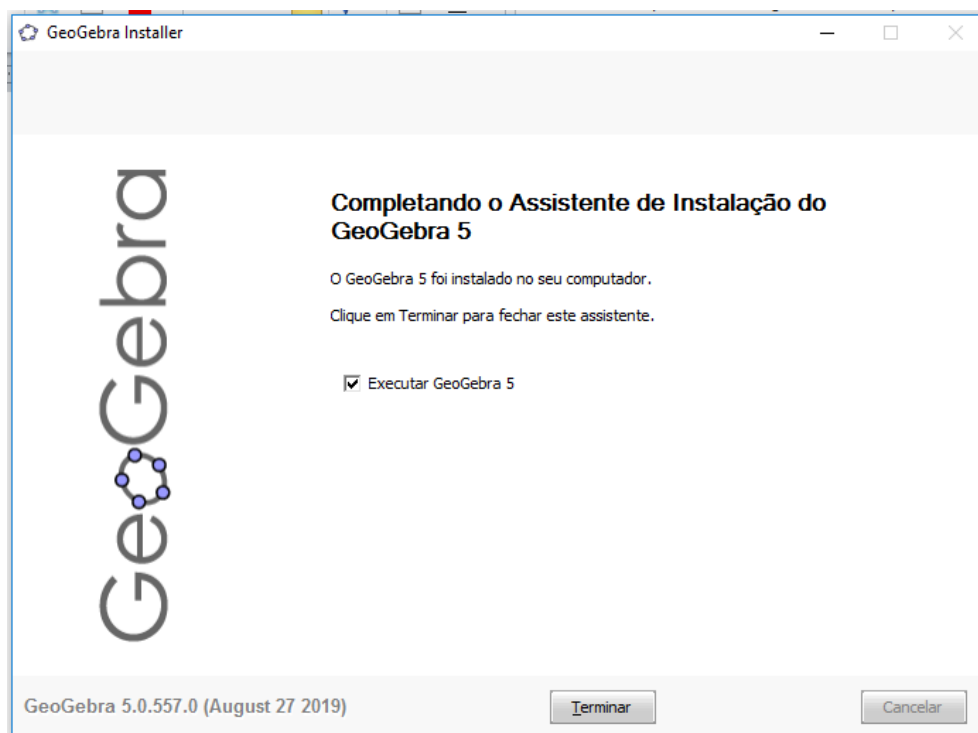 GeoGebra Installer
GeoGebra
Completando o Assistente de Instalação do
GeoGebra 5
O GeoGebra 5 foi instalado no seu computador.
Clique em Terminar para fechar este assistente.
Executar GeoGebra 5
GeoGebra 5.0.557.0 (August 27 2019)
Terminar
Cancelar